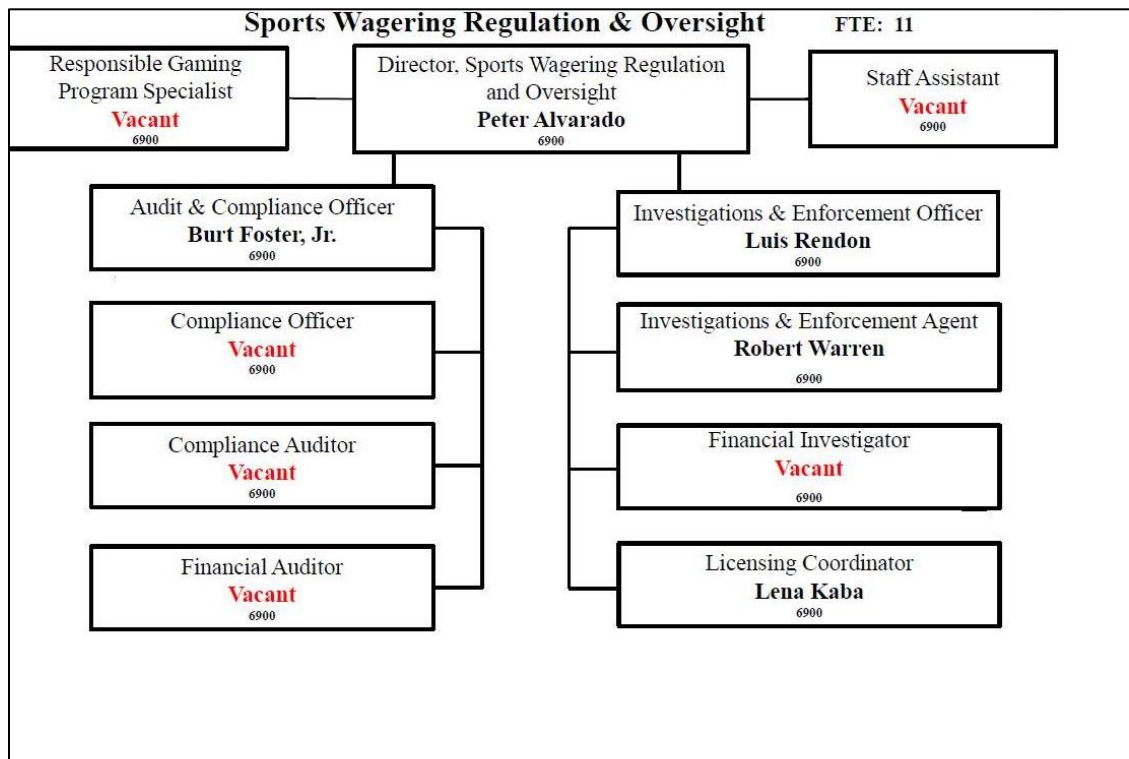 Sports Wagering Regulation & Oversight FTE: 11
Responsible Gaming
Program Specialist
Vacant
6900
Director, Sports Wagering Regulation
and Oversight
Peter Alvarado
6900
Staff Assistant
Vacant
6900
Audit & Compliance Officer
Burt Foster, Jr.
6900
Compliance Officer
Vacant
6900
Compliance Auditor
Vacant
6900
Financial Auditor
Vacant
6900
Investigations & Enforcement Officer
Luis Rendon
6900
Investigations & Enforcement Agent
Robert Warren
6900
Financial Investigator
Vacant
6900
Licensing Coordinator
Lena Kaba
6900